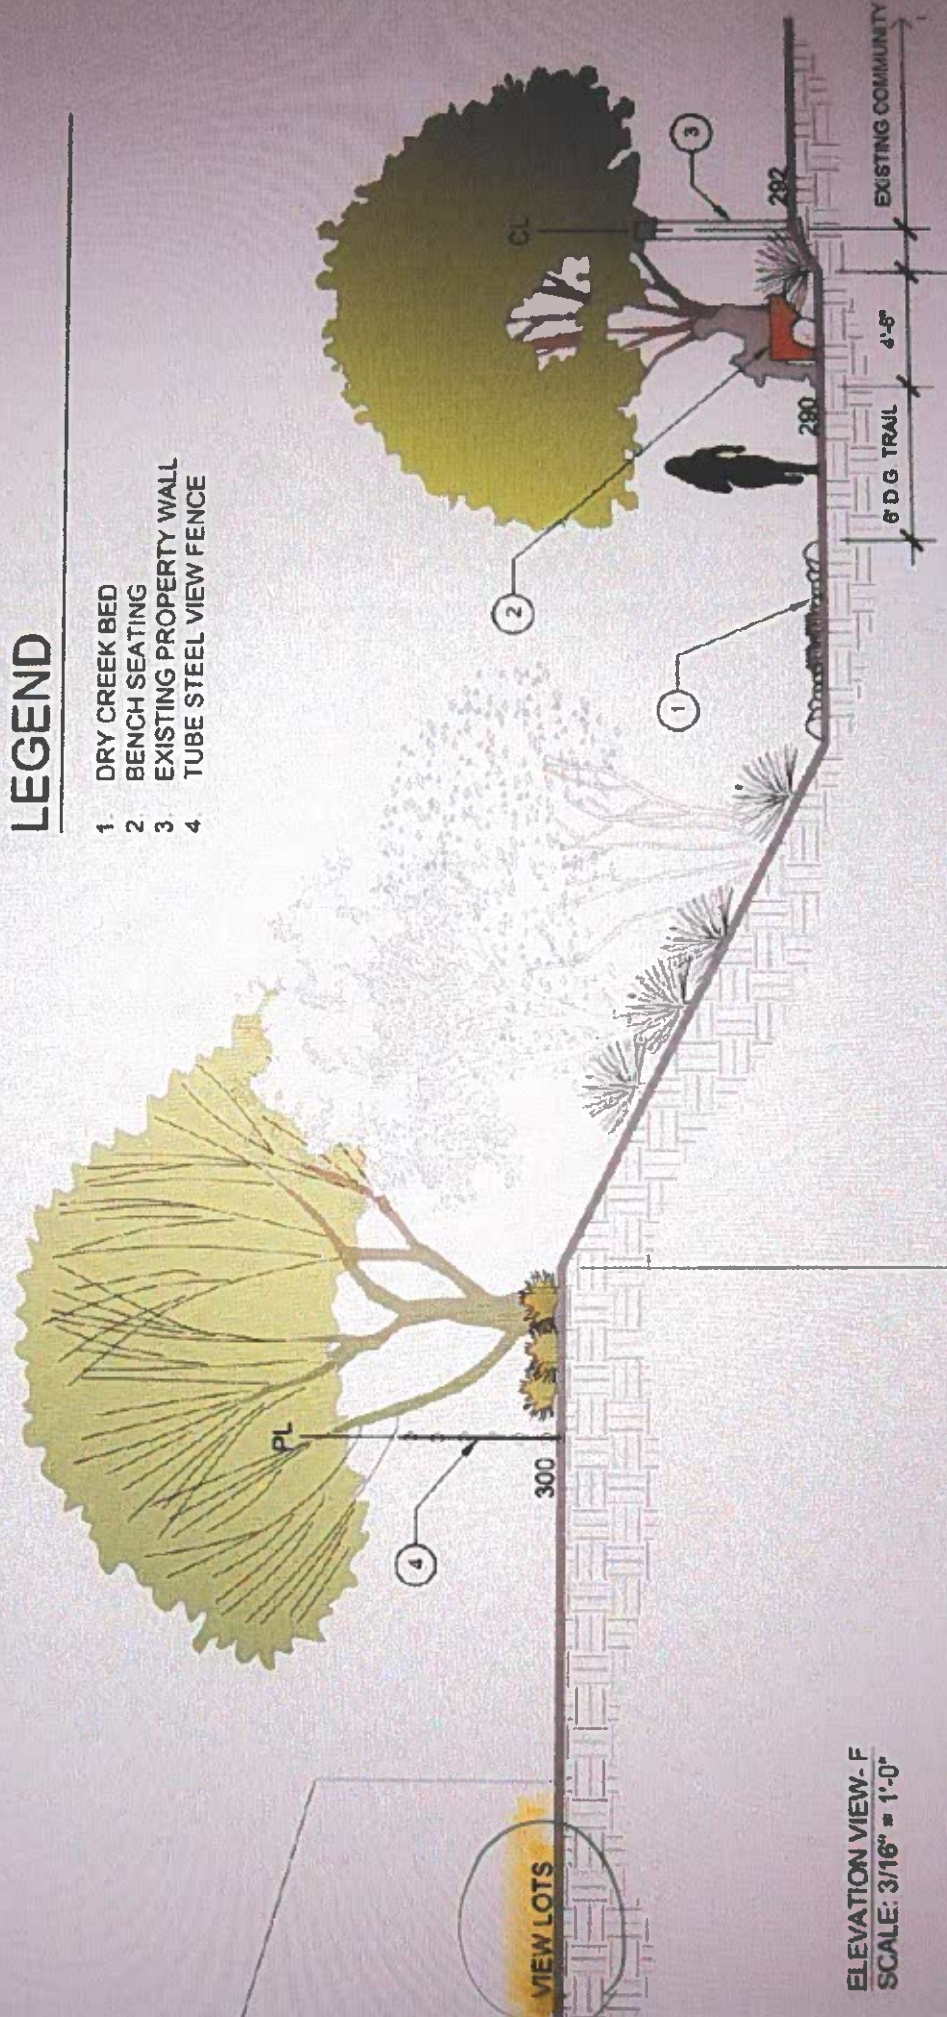 LEGEND
1 DRY CREEK BED
2 BENCH SEATING
3. EXISTING PROPERTY WALL
4 TUBE STEEL VIEW FENCE
PL
CL
4
2
3
1
VIEW LOTS
300
290
292
6' D.G. TRAIL
4'-6"
EXISTING COMMUNITY
ELEVATION VIEW- F
SCALE: 3/16" = 1'-0"